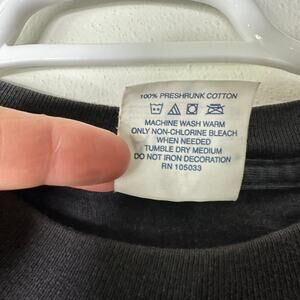 100% PRESHRUNK COTTON
MACHINE WASH WARM
ONLY NON-CHLORINE BLEACH
WHEN NEEDED
TUMBLE DRY MEDIUM
DO NOT IRON DECORATION
RN 105033